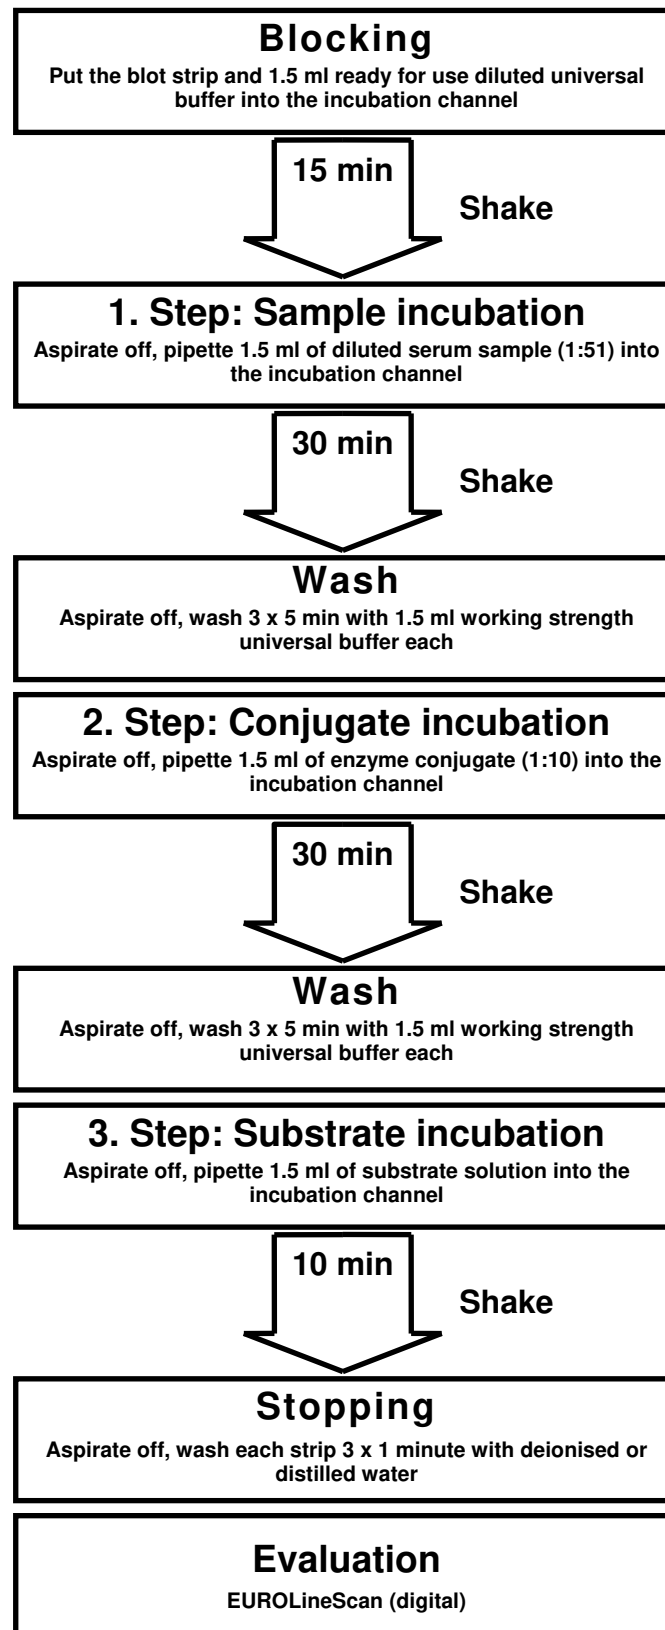 Blocking
Put the blot strip and 1.5 ml ready for use diluted universal
buffer into the incubation channel
15 min
Shake
1. Step: Sample incubation
Aspirate off, pipette 1.5 ml of diluted serum sample (1:51) into
the incubation channel
30 min
Shake
Wash
Aspirate off, wash 3 x 5 min with 1.5 ml working strength
universal buffer each
2. Step: Conjugate incubation
Aspirate off, pipette 1.5 ml of enzyme conjugate (1:10) into the
incubation channel
30 min
Shake
Wash
Aspirate off, wash 3 x 5 min with 1.5 ml working strength
universal buffer each
3. Step: Substrate incubation
Aspirate off, pipette 1.5 ml of substrate solution into the
incubation channel
10 min
Shake
Stopping
Aspirate off, wash each strip 3 x 1 minute with deionised or
distilled water
Evaluation
EUROLineScan (digital)